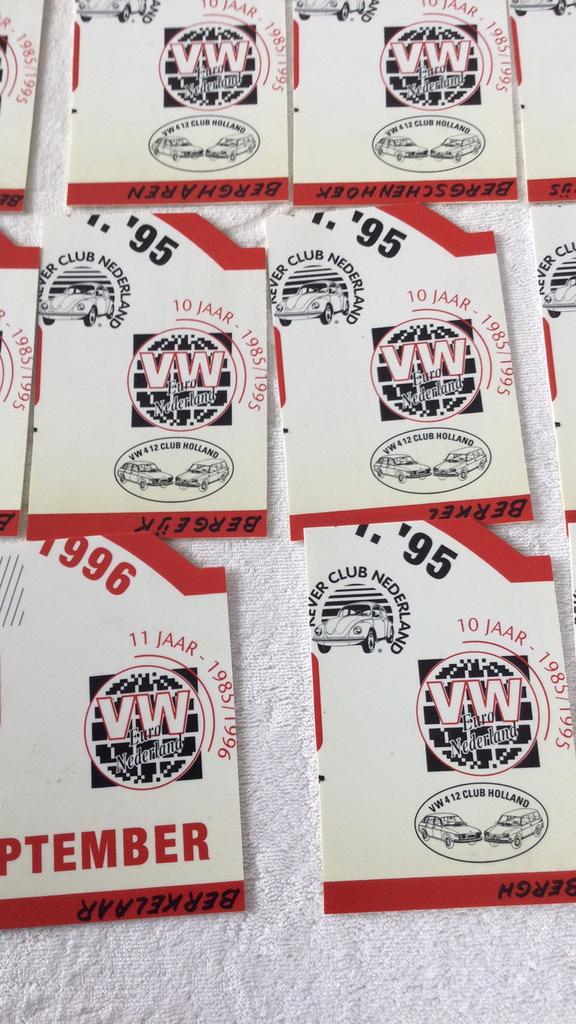 10 JAAR - 1985/1995
VW
Euro
Nederland
VW 412 CLUB HOLLAND
BERGHAREN
10 JAAR - 1985/1995
VW
Euro
Nederland
VW 412 CLUB HOLLAND
BERGSCHENHOEK
'95
KEVER CLUB NEDERLAND
10 JAAR - 1985/1995
VW
Euro
Nederland
VW 412 CLUB HOLLAND
BERGEIJK
'95
KEVER CLUB NEDERLAND
10 JAAR - 1985/1995
VW
Euro
Nederland
VW 412 CLUB HOLLAND
BERKEL
1996
11 JAAR - 1985/1996
VW
Euro
Nederland
PTEMBER
BERKELAAR
'95
KEVER CLUB NEDERLAND
10 JAAR - 1985/1995
VW
Euro
Nederland
VW 412 CLUB HOLLAND
BERGH